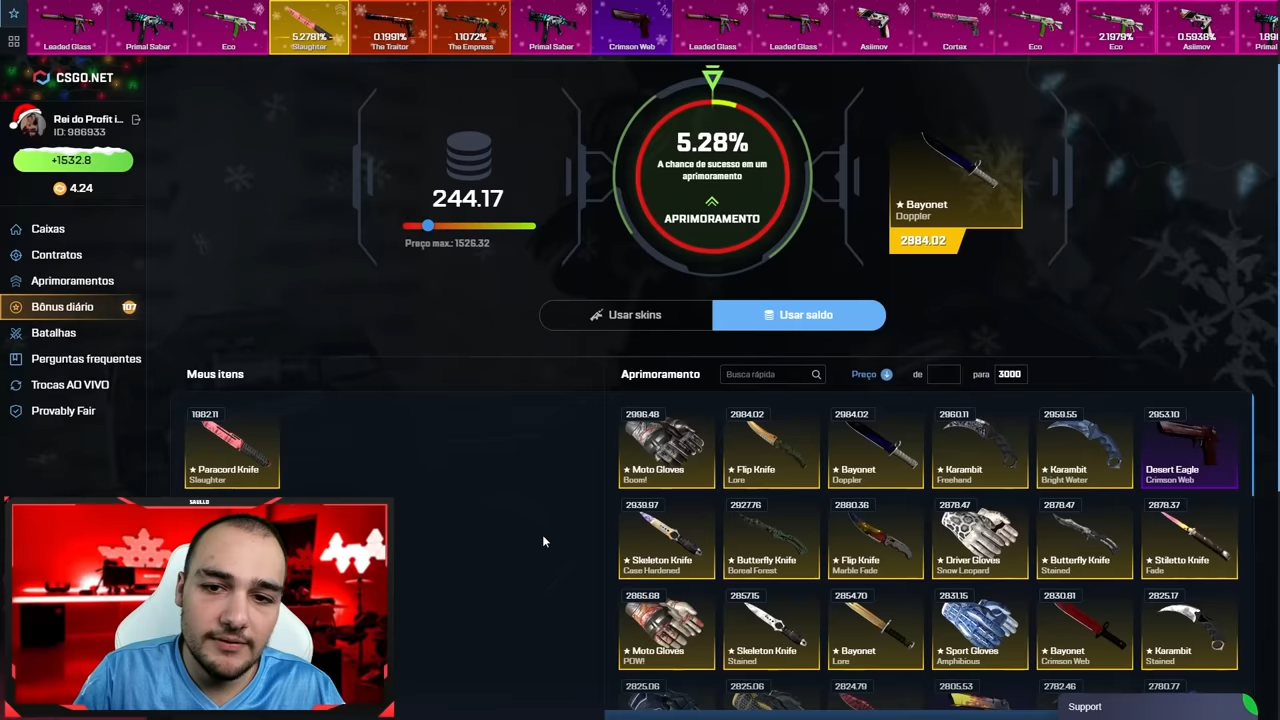 Leaded Glass
Primal Saber
Eco
5.2781%
Slaughter
0.1991%
The Traitor
1.1072%
The Empress
Primal Saber
Crimson Web
Leaded Glass
Leaded Glass
Asiimov
Cortex
Eco
2.1979%
Eco
0.5936%
Asiimov
Primal
CSGO.NET
Rei do Profit i...
ID: 986933
+1532.8
4.24
Caixas
Contratos
Aprimoramentos
Bônus diário
107
Batalhas
Perguntas frequentes
Trocas AO VIVO
Provably Fair
244.17
Preço max.: 1526.32
5.28%
A chance de sucesso em um
aprimoramento
APRIMORAMENTO
★ Bayonet
Doppler
2984.02
Usar skins
Usar saldo
Meus itens
1982.11
★ Paracord Knife
Slaughter
Aprimoramento
Busca rápida
Preço
de
para
3000
2996.48
★ Moto Gloves
Boom!
2984.02
★ Flip Knife
Lore
2984.02
★ Bayonet
Doppler
2960.11
★ Karambit
Freehand
2959.55
★ Karambit
Bright Water
2953.10
Desert Eagle
Crimson Web
2939.97
★ Skeleton Knife
Case Hardened
2927.76
★ Butterfly Knife
Boreal Forest
2880.36
★ Flip Knife
Marble Fade
2878.47
★ Driver Gloves
Snow Leopard
2878.47
★ Butterfly Knife
Stained
2878.37
★ Stiletto Knife
Fade
2865.68
★ Moto Gloves
POW!
2857.15
★ Skeleton Knife
Stained
2854.70
★ Bayonet
Lore
2831.15
★ Sport Gloves
Amphibious
2830.81
★ Bayonet
Crimson Web
2825.17
★ Karambit
Stained
2825.06
2825.06
2824.79
2805.53
2782.46
2780.77
SAULLO
Support